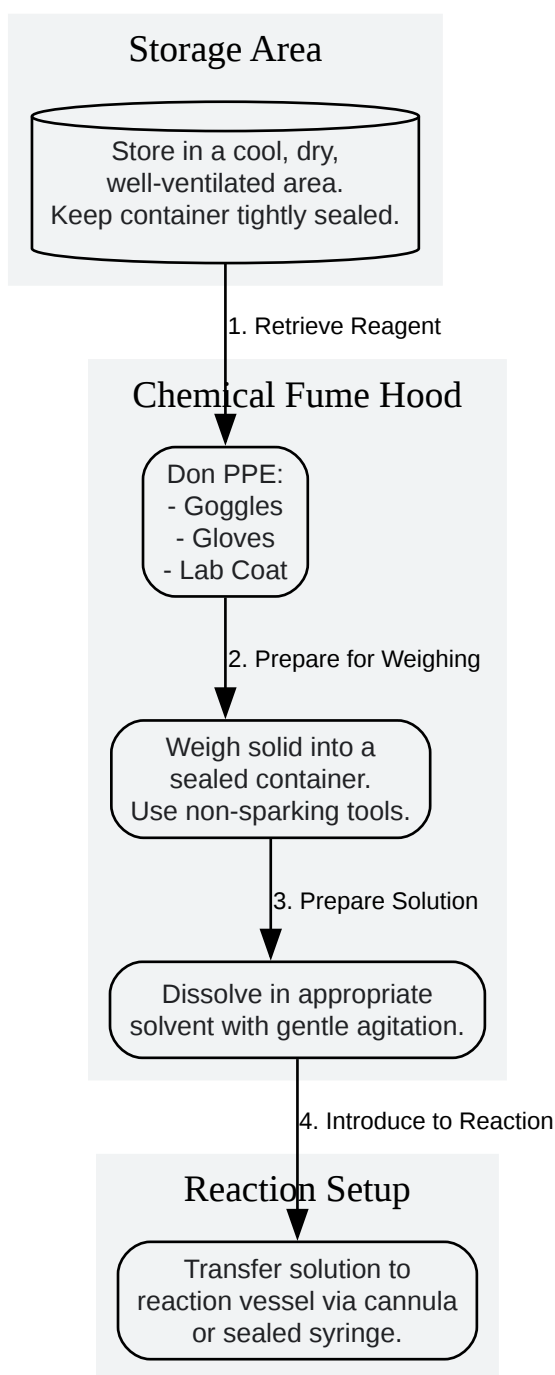 Storage Area
Store in a cool, dry,
well-ventilated area.
Keep container tightly sealed.
1. Retrieve Reagent
Chemical Fume Hood
Don PPE:
- Goggles
- Gloves
- Lab Coat
2. Prepare for Weighing
Weigh solid into a
sealed container.
Use non-sparking tools.
3. Prepare Solution
Dissolve in appropriate
solvent with gentle agitation.
4. Introduce to Reaction
Reaction Setup
Transfer solution to
reaction vessel via cannula
or sealed syringe.